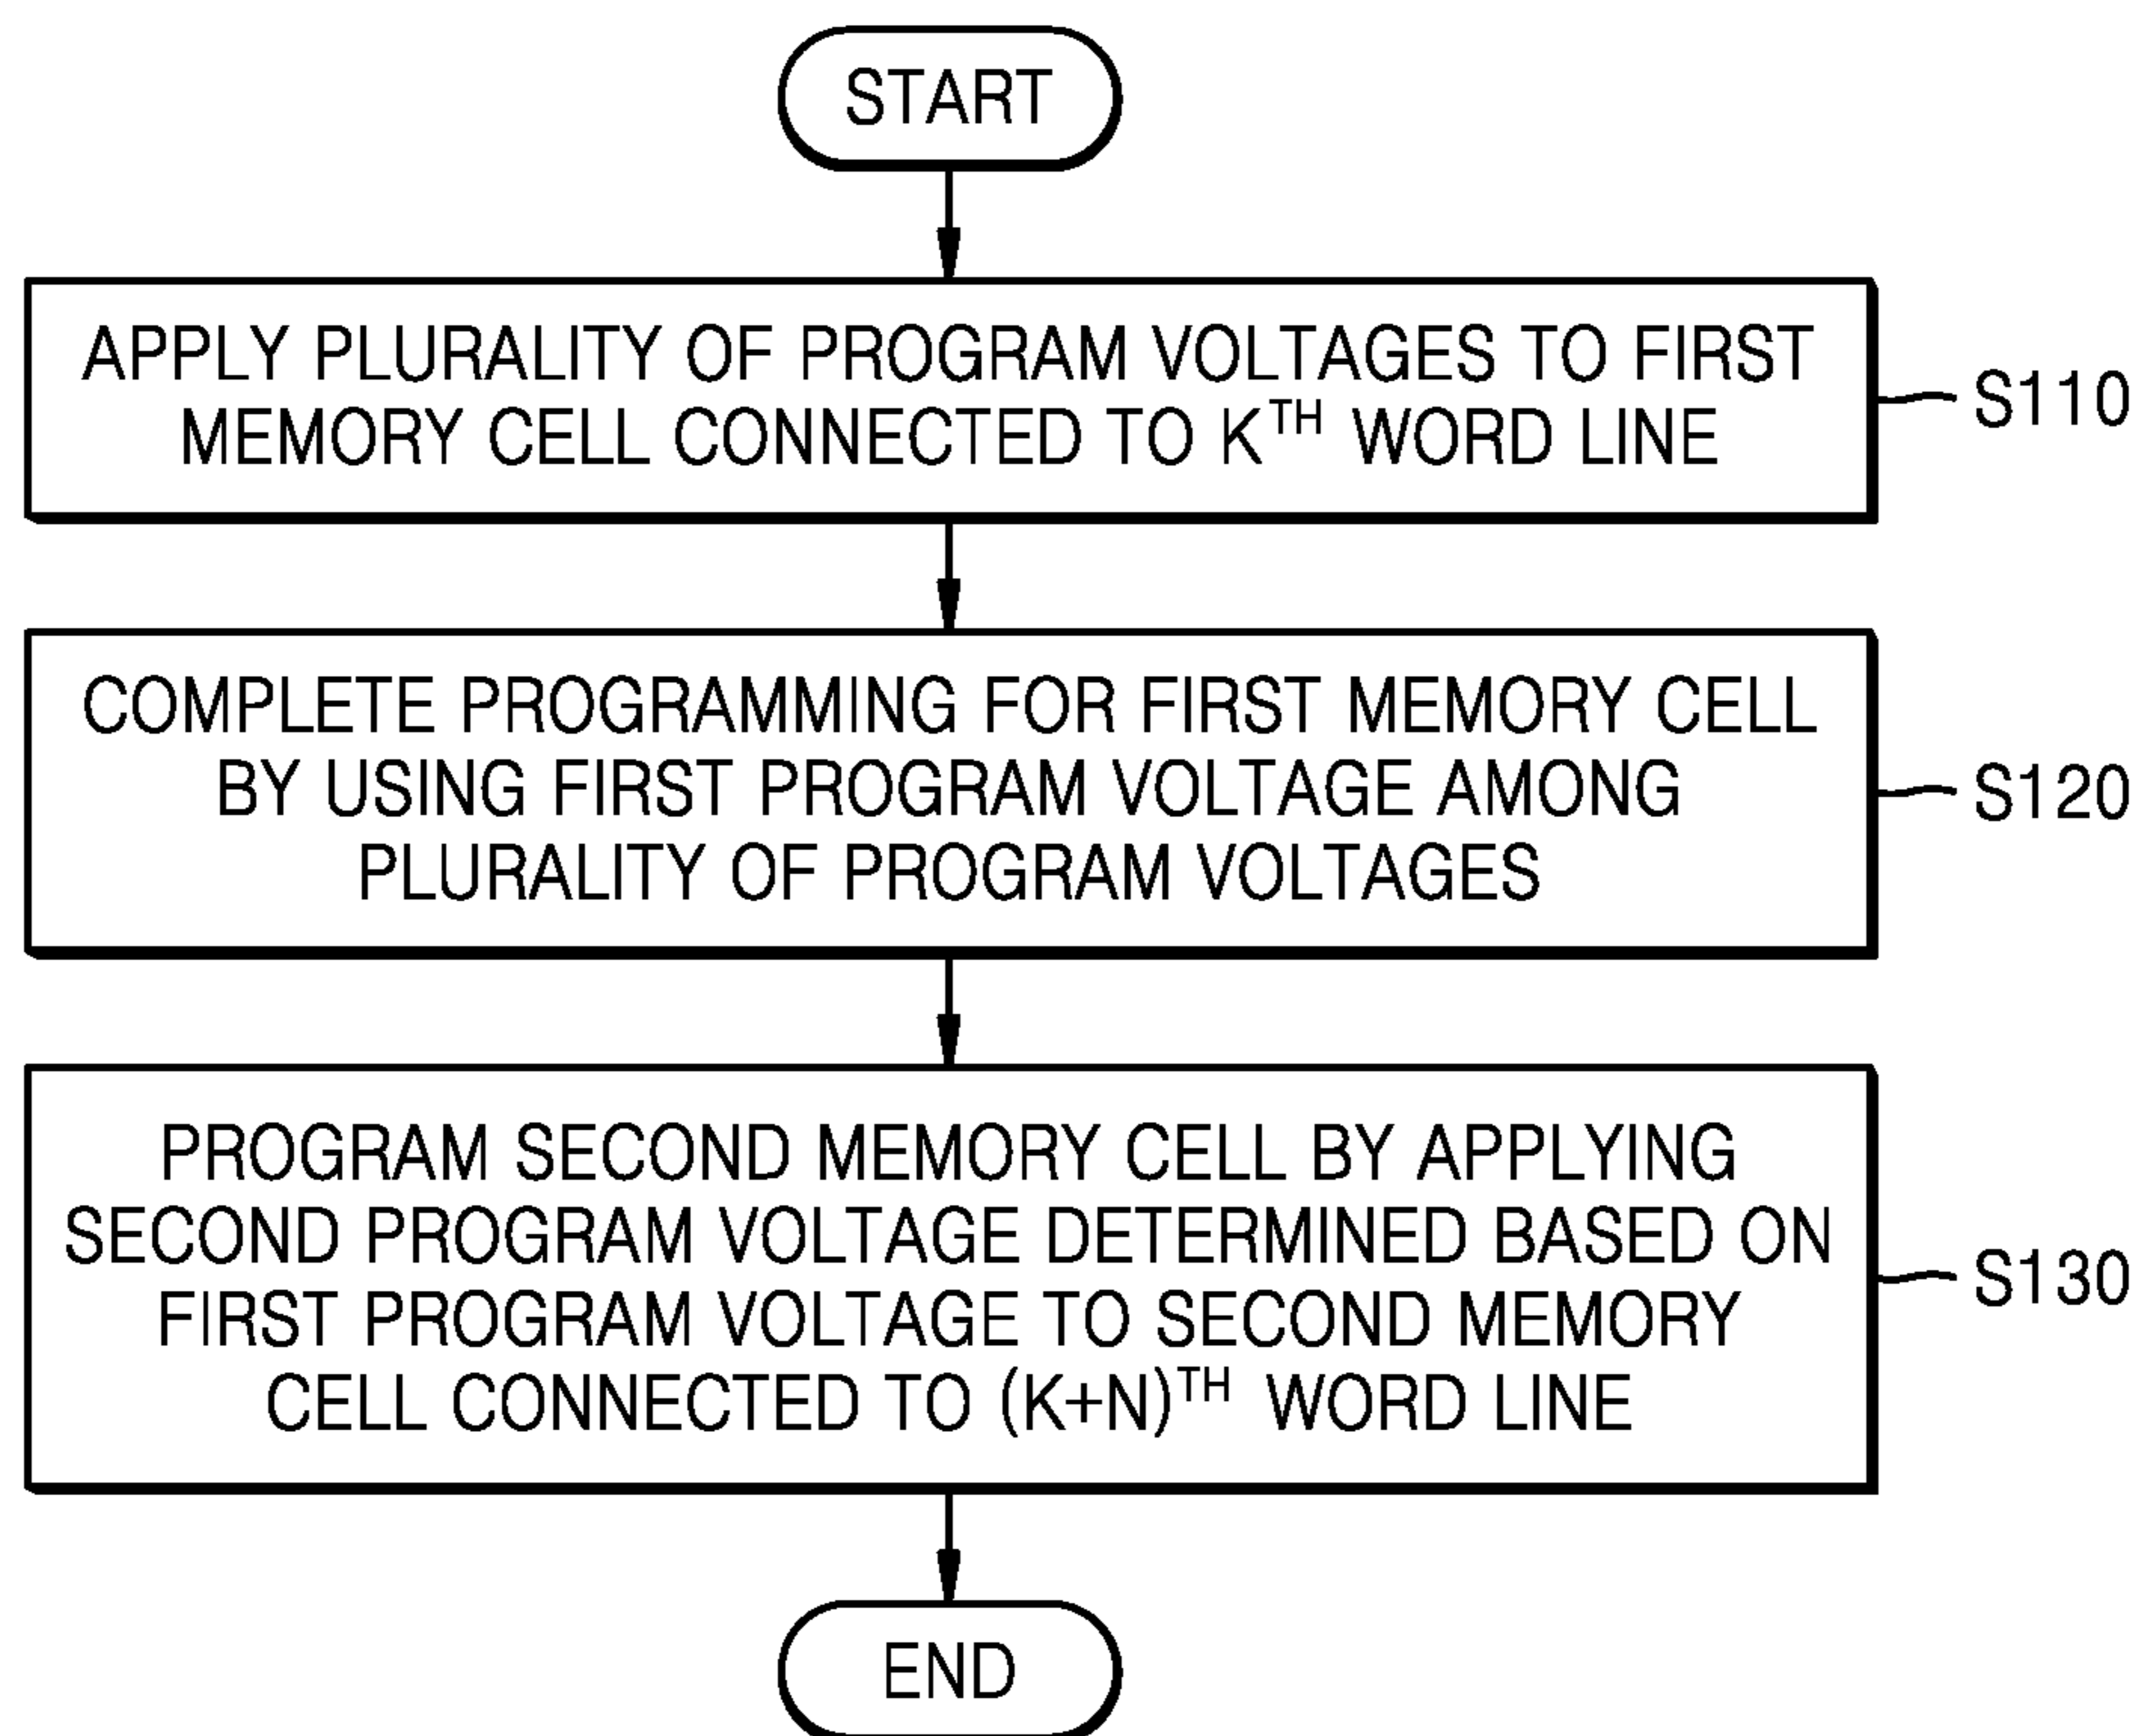 START
APPLY PLURALITY OF PROGRAM VOLTAGES TO FIRST
MEMORY CELL CONNECTED TO Kᵀᴴ WORD LINE
S110
COMPLETE PROGRAMMING FOR FIRST MEMORY CELL
BY USING FIRST PROGRAM VOLTAGE AMONG
PLURALITY OF PROGRAM VOLTAGES
S120
PROGRAM SECOND MEMORY CELL BY APPLYING
SECOND PROGRAM VOLTAGE DETERMINED BASED ON
FIRST PROGRAM VOLTAGE TO SECOND MEMORY
CELL CONNECTED TO (K+N)ᵀᴴ WORD LINE
S130
END